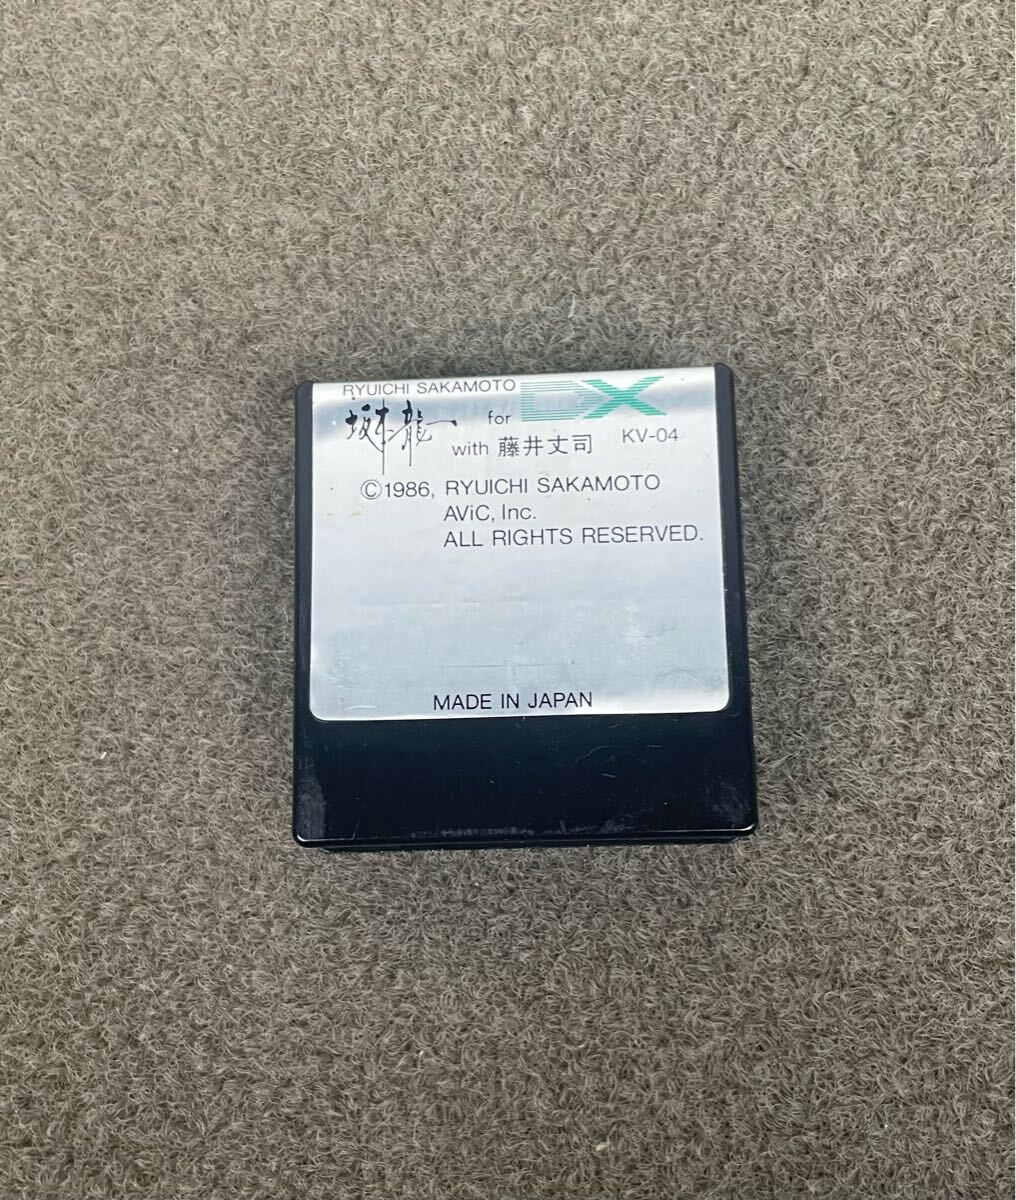 RYUICHI SAKAMOTO
坂本龍一 for DX
with 藤井丈司 KV-04
©1986, RYUICHI SAKAMOTO
AViC, Inc.
ALL RIGHTS RESERVED.
MADE IN JAPAN